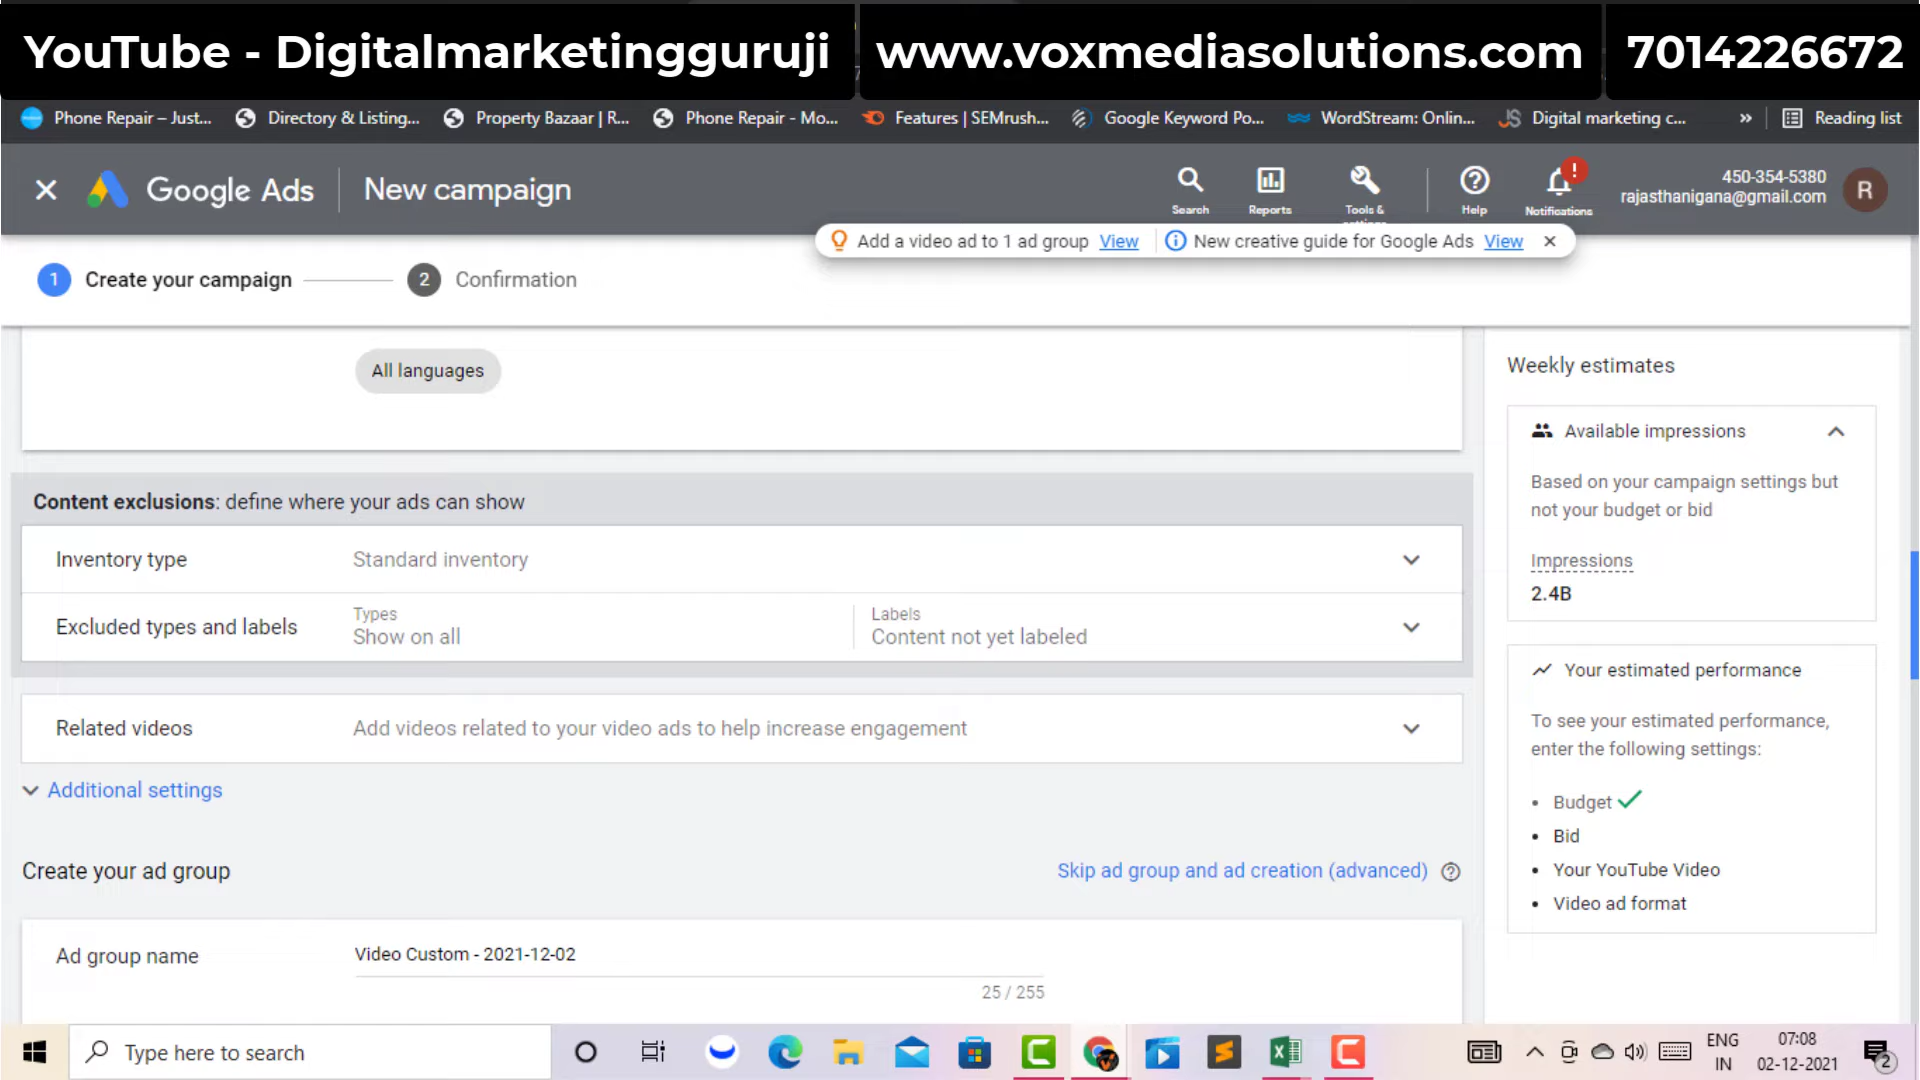 YouTube - Digitalmarketingguruji www.voxmediasolutions.com 7014226672
Phone Repair – Just... Directory & Listing... Property Bazaar | R... Phone Repair - Mo... Features | SEMrush... Google Keyword Po... WordStream: Onlin... Digital marketing c... » Reading list
Google Ads New campaign
Search Reports Tools & Help Notifications
450-354-5380
rajasthanigana@gmail.com
R
Add a video ad to 1 ad group View New creative guide for Google Ads View
1 Create your campaign 2 Confirmation
All languages
Content exclusions: define where your ads can show
Inventory type Standard inventory
Excluded types and labels
Types
Show on all
Labels
Content not yet labeled
Related videos Add videos related to your video ads to help increase engagement
Additional settings
Create your ad group Skip ad group and ad creation (advanced)
Ad group name Video Custom - 2021-12-02
25 / 255
Weekly estimates
Available impressions
Based on your campaign settings but
not your budget or bid
Impressions
2.4B
Your estimated performance
To see your estimated performance,
enter the following settings:
• Budget
• Bid
• Your YouTube Video
• Video ad format
Type here to search
ENG
IN
07:08
02-12-2021
2